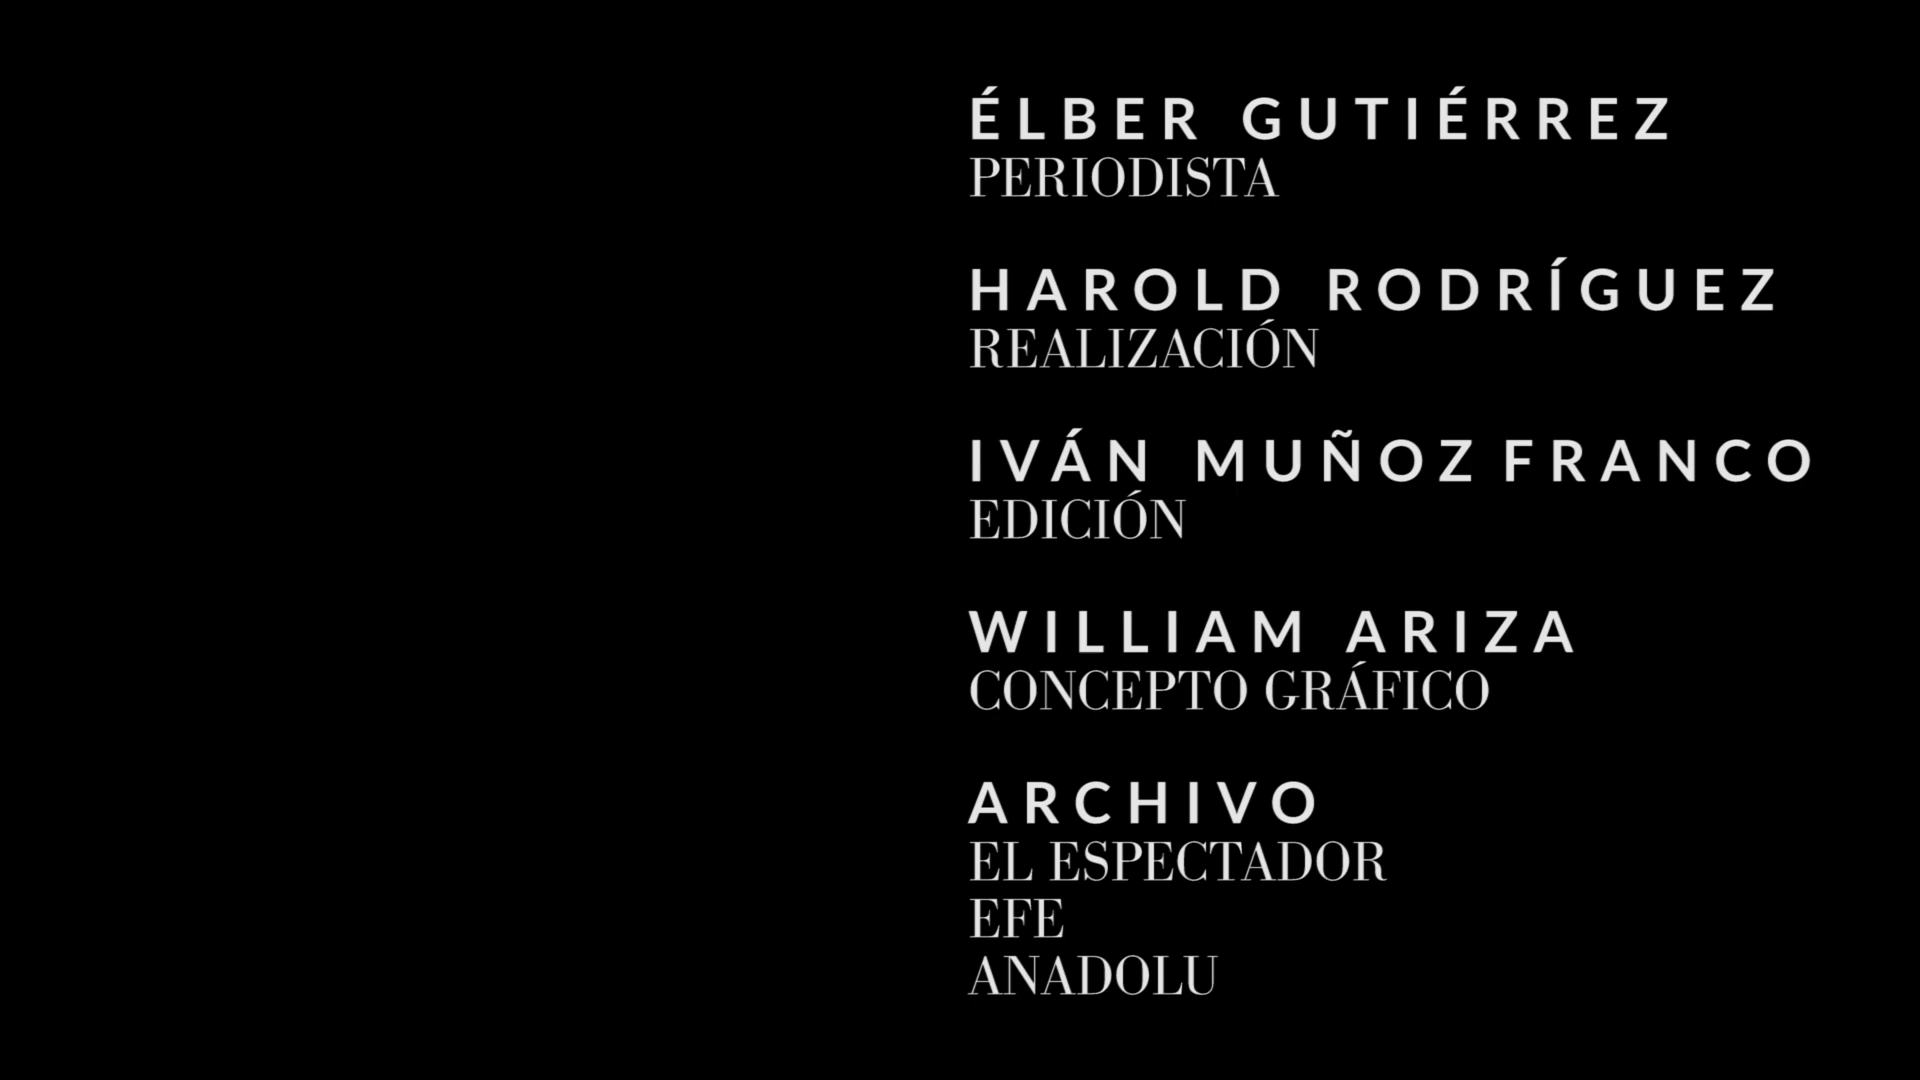 ÉLBER GUTIÉRREZ
PERIODISTA
HAROLD RODRÍGUEZ
REALIZACIÓN
IVÁN MUÑOZ FRANCO
EDICIÓN
WILLIAM ARIZA
CONCEPTO GRÁFICO
ARCHIVO
EL ESPECTADOR
EFE
ANADOLU